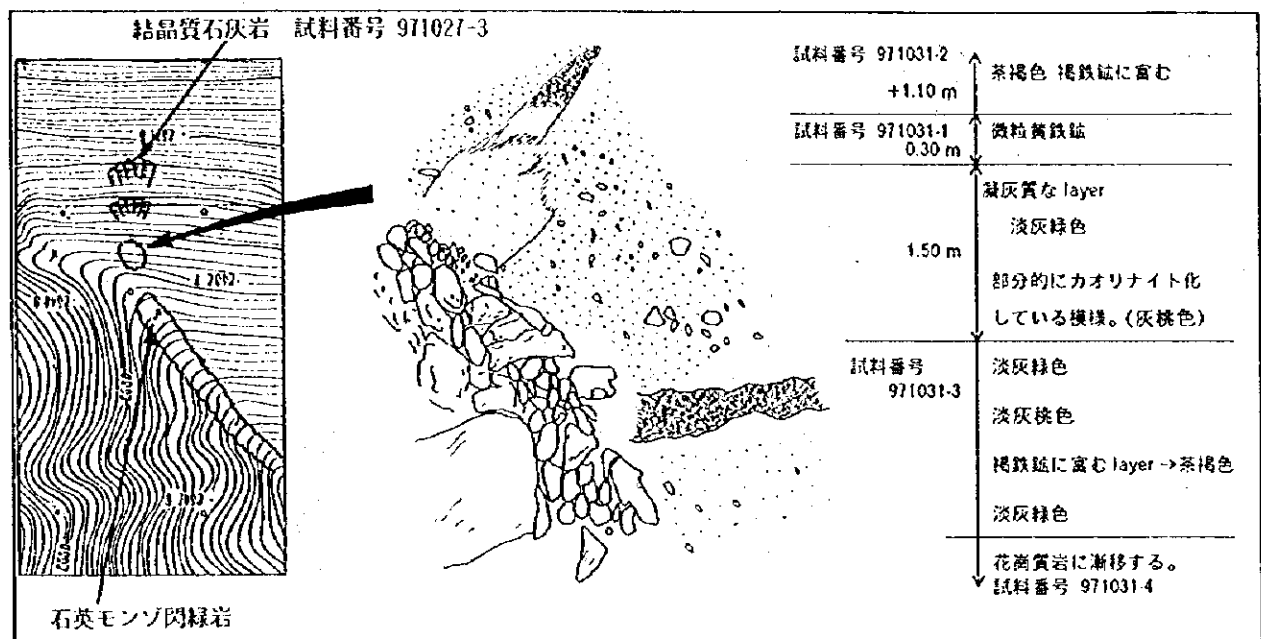 結晶質石灰岩 試料番号 971027-3
石英モンゾ閃緑岩
試料番号 971031-2
+1.10 m
茶褐色 褐鉄鉱に富む
試料番号 971031-1
0.30 m
微粒黄鉄鉱
凝灰質な layer
淡灰緑色
1.50 m
部分的にカオリナイト化
している模様。(灰桃色)
試料番号
971031-3
淡灰緑色
淡灰桃色
褐鉄鉱に富む layer→茶褐色
淡灰緑色
花崗質岩に漸移する。
試料番号 971031-4